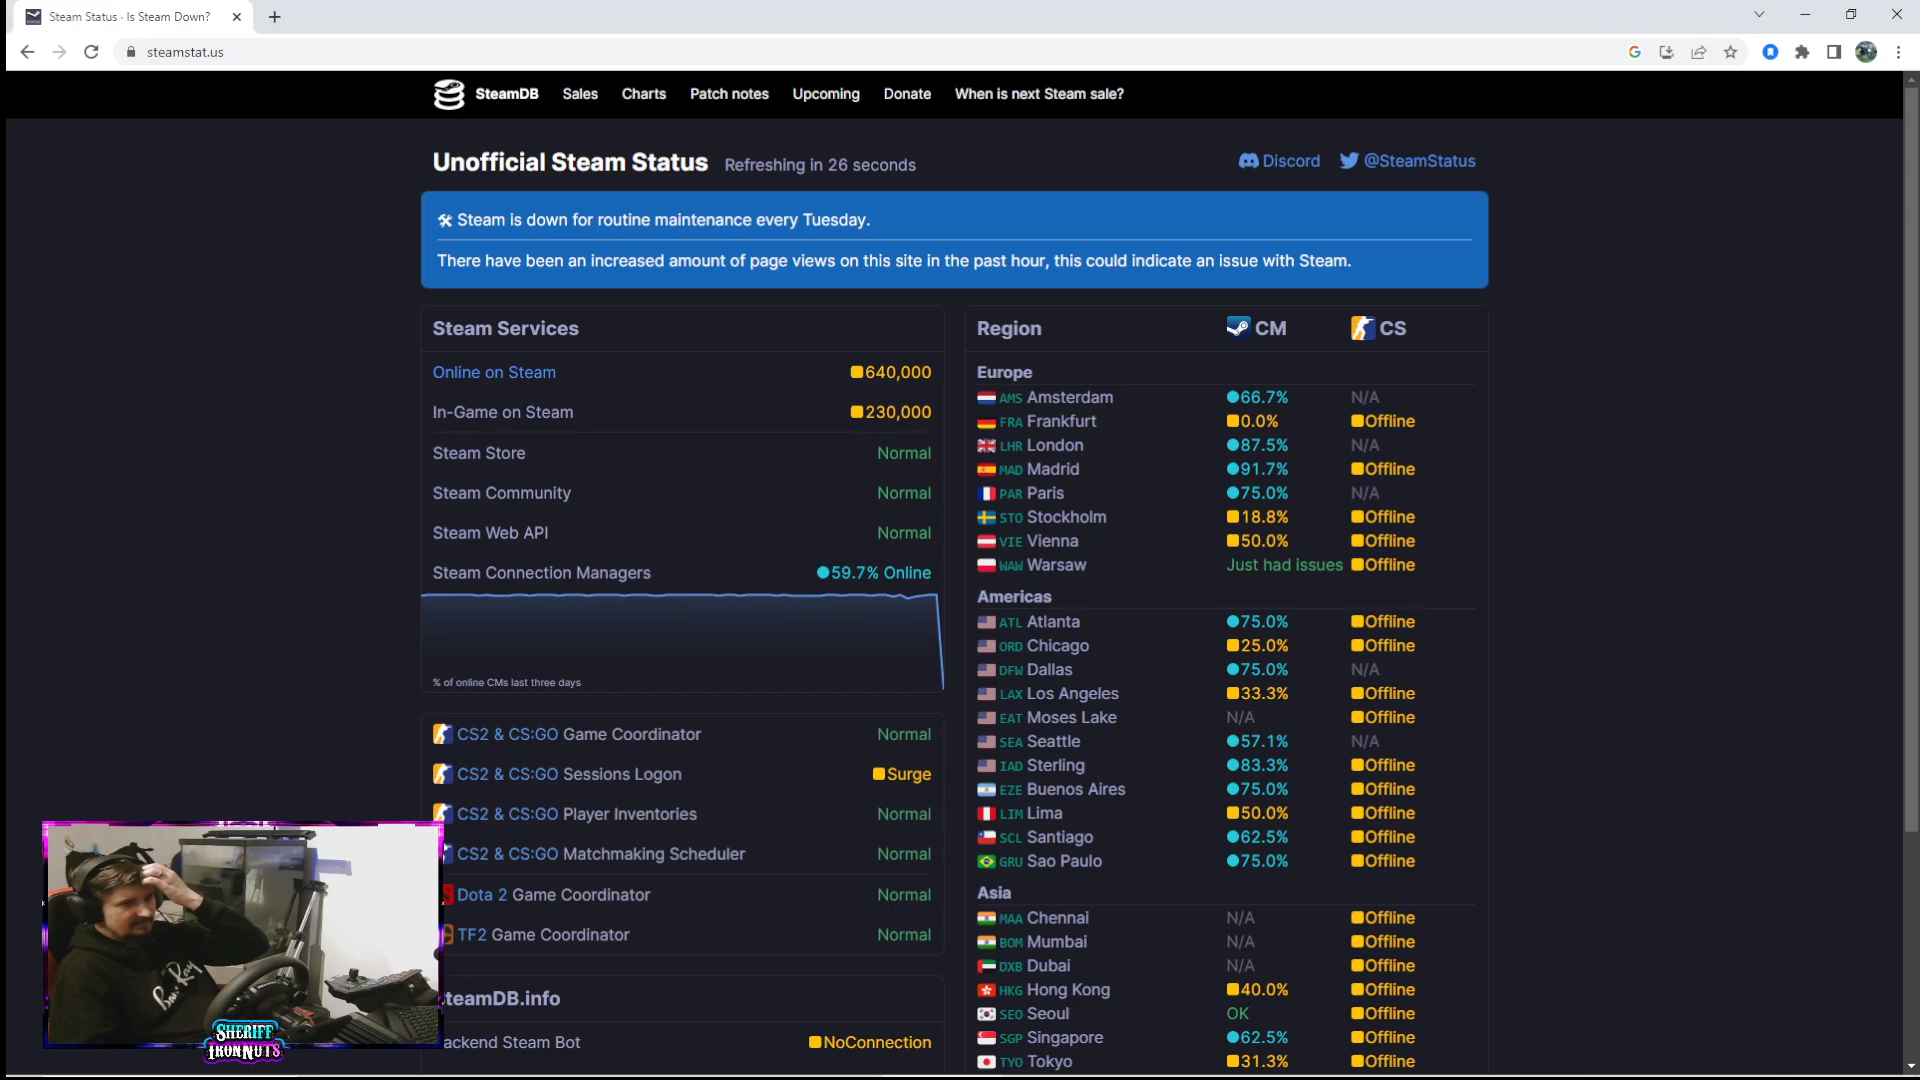 Steam Status · Is Steam Down?
steamstat.us
SteamDB Sales Charts Patch notes Upcoming Donate When is next Steam sale?
Unofficial Steam Status Refreshing in 26 seconds Discord @SteamStatus
Steam is down for routine maintenance every Tuesday.
There have been an increased amount of page views on this site in the past hour, this could indicate an issue with Steam.
Steam Services
Online on Steam 640,000
In-Game on Steam 230,000
Steam Store Normal
Steam Community Normal
Steam Web API Normal
Steam Connection Managers 59.7% Online
% of online CMs last three days
CS2 & CS:GO Game Coordinator Normal
CS2 & CS:GO Sessions Logon Surge
CS2 & CS:GO Player Inventories Normal
CS2 & CS:GO Matchmaking Scheduler Normal
Dota 2 Game Coordinator Normal
TF2 Game Coordinator Normal
teamDB.info
ackend Steam Bot NoConnection
Region CM CS
Europe
AMS Amsterdam 66.7% N/A
FRA Frankfurt 0.0% Offline
LHR London 87.5% N/A
MAD Madrid 91.7% Offline
PAR Paris 75.0% N/A
STO Stockholm 18.8% Offline
VIE Vienna 50.0% Offline
WAW Warsaw Just had issues Offline
Americas
ATL Atlanta 75.0% Offline
ORD Chicago 25.0% Offline
DFW Dallas 75.0% N/A
LAX Los Angeles 33.3% Offline
EAT Moses Lake N/A Offline
SEA Seattle 57.1% N/A
IAD Sterling 83.3% Offline
EZE Buenos Aires 75.0% Offline
LIM Lima 50.0% Offline
SCL Santiago 62.5% Offline
GRU Sao Paulo 75.0% Offline
Asia
MAA Chennai N/A Offline
BOM Mumbai N/A Offline
DXB Dubai N/A Offline
HKG Hong Kong 40.0% Offline
SEO Seoul OK Offline
SGP Singapore 62.5% Offline
TYO Tokyo 31.3% Offline
Ban-Ray
SHERIFF
IRONNUTS